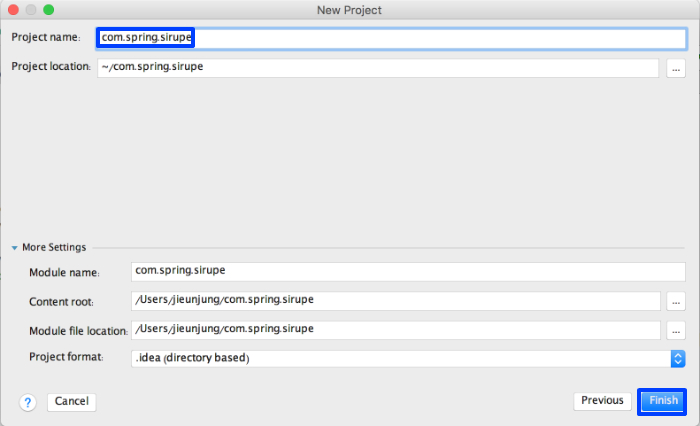 New Project
Project name: com.spring.sirupe
Project location: ~/com.spring.sirupe ...
More Settings
Module name: com.spring.sirupe
Content root: /Users/jieunjung/com.spring.sirupe ...
Module file location: /Users/jieunjung/com.spring.sirupe ...
Project format: .idea (directory based)
? Cancel Previous Finish